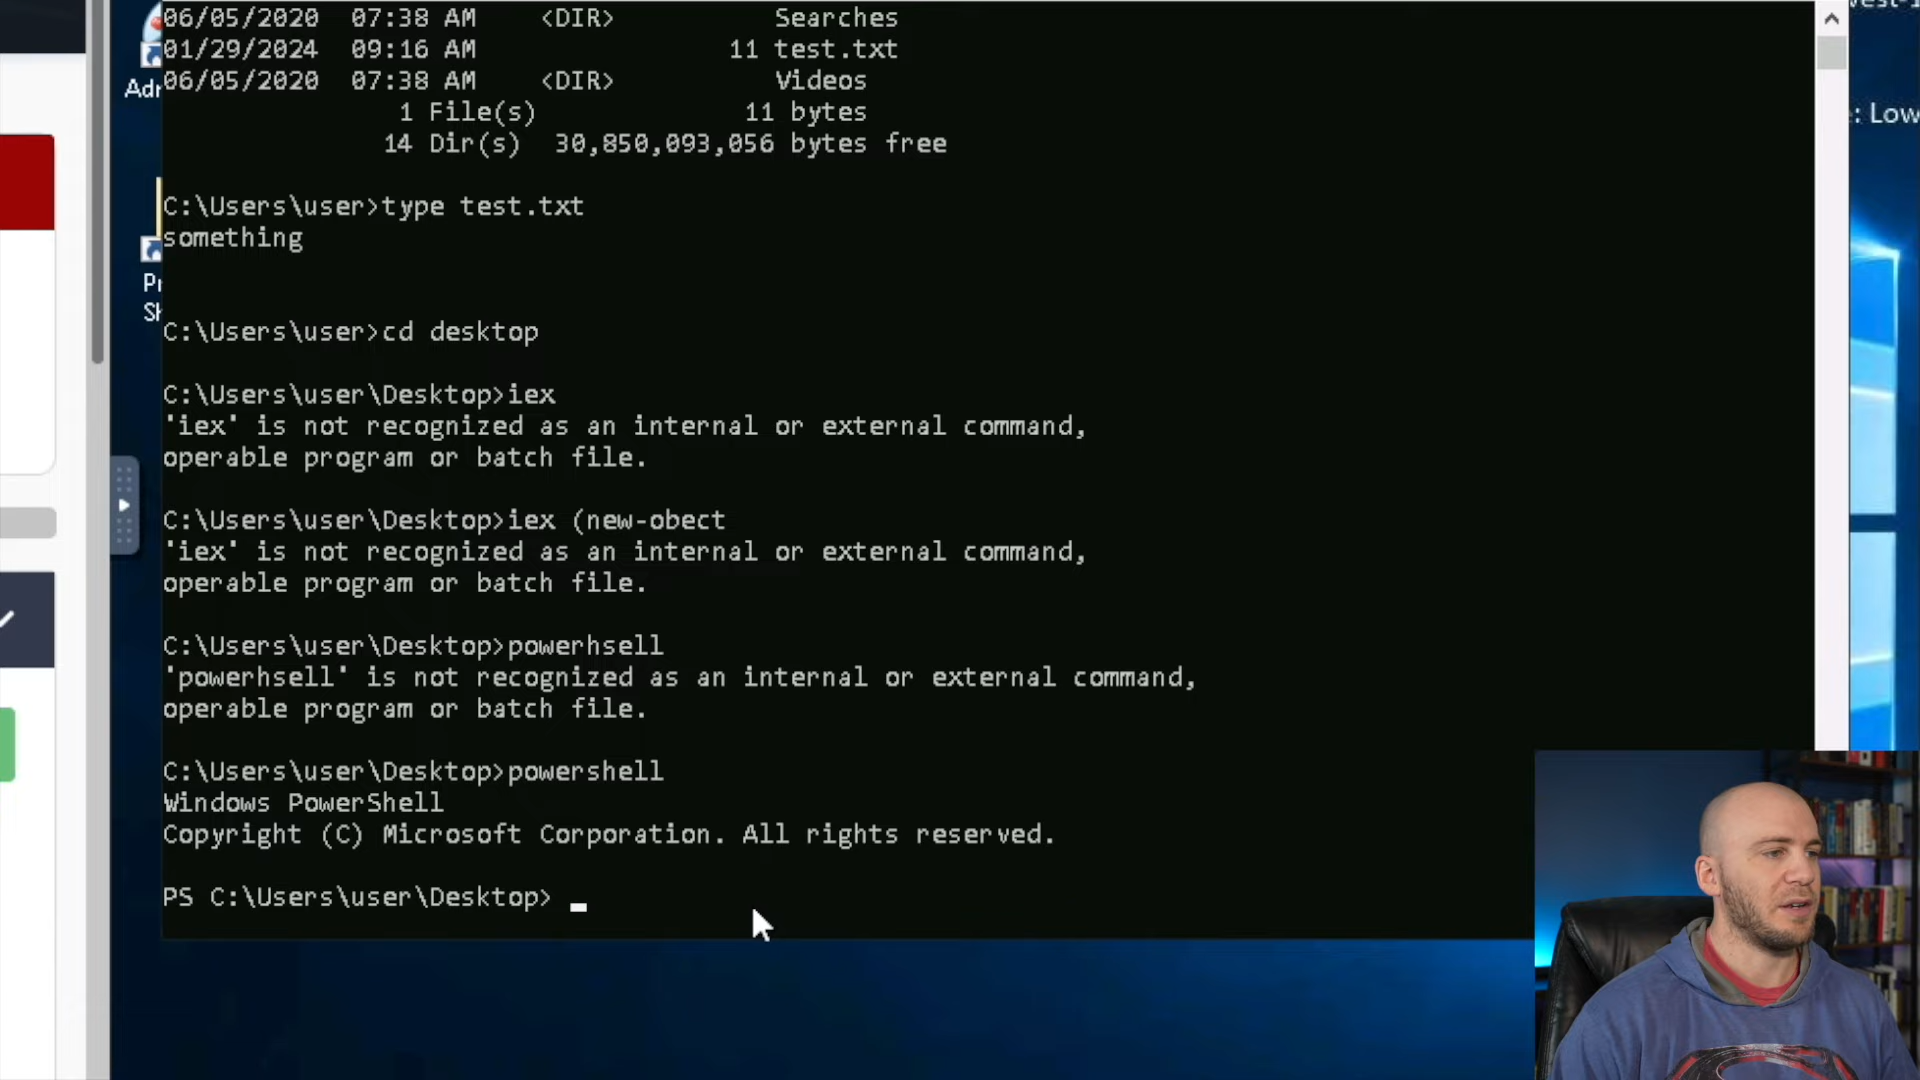 06/05/2020 07:38 AM <DIR> Searches
01/29/2024 09:16 AM 11 test.txt
06/05/2020 07:38 AM <DIR> Videos
1 File(s) 11 bytes
14 Dir(s) 30,850,093,056 bytes free
C:\Users\user>type test.txt
something
C:\Users\user>cd desktop
C:\Users\user\Desktop>iex
'iex' is not recognized as an internal or external command,
operable program or batch file.
C:\Users\user\Desktop>iex (new-obect
'iex' is not recognized as an internal or external command,
operable program or batch file.
C:\Users\user\Desktop>powerhsell
'powerhsell' is not recognized as an internal or external command,
operable program or batch file.
C:\Users\user\Desktop>powershell
Windows PowerShell
Copyright (C) Microsoft Corporation. All rights reserved.
PS C:\Users\user\Desktop>
: Low